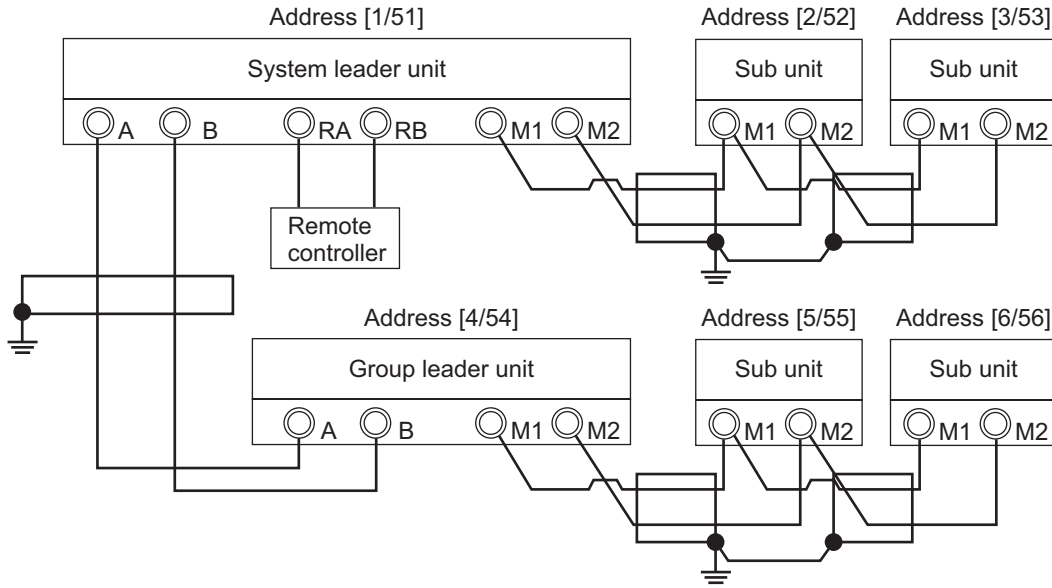 Address [1/51]
Address [2/52]
Address [3/53]
System leader unit
Sub unit
Sub unit
A
B
RA
RB
M1
M2
M1
M2
M1
M2
Remote
controller
Address [4/54]
Address [5/55]
Address [6/56]
Group leader unit
Sub unit
Sub unit
A
B
M1
M2
M1
M2
M1
M2